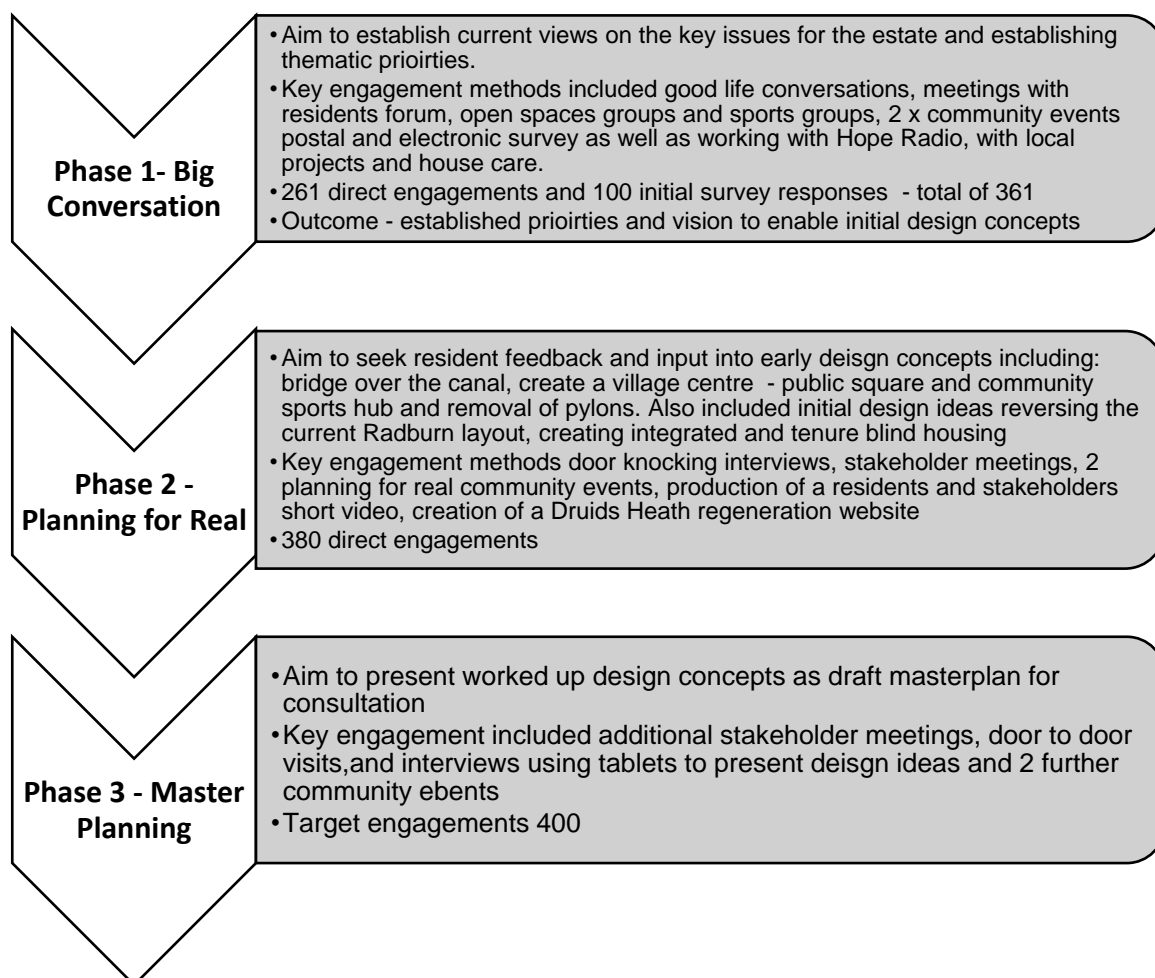 Phase 1- Big
Conversation
•Aim to establish current views on the key issues for the estate and establishing
thematic prioirties.
•Key engagement methods included good life conversations, meetings with
residents forum, open spaces groups and sports groups, 2 x community events
postal and electronic survey as well as working with Hope Radio, with local
projects and house care.
•261 direct engagements and 100 initial survey responses - total of 361
•Outcome - established prioirties and vision to enable initial design concepts
Phase 2 -
Planning for Real
•Aim to seek resident feedback and input into early deisgn concepts including:
bridge over the canal, create a village centre - public square and community
sports hub and removal of pylons. Also included initial design ideas reversing the
current Radburn layout, creating integrated and tenure blind housing
•Key engagement methods door knocking interviews, stakeholder meetings, 2
planning for real community events, production of a residents and stakeholders
short video, creation of a Druids Heath regeneration website
•380 direct engagements
Phase 3 - Master
Planning
•Aim to present worked up design concepts as draft masterplan for
consultation
•Key engagement included additional stakeholder meetings, door to door
visits,and interviews using tablets to present deisgn ideas and 2 further
community ebents
•Target engagements 400